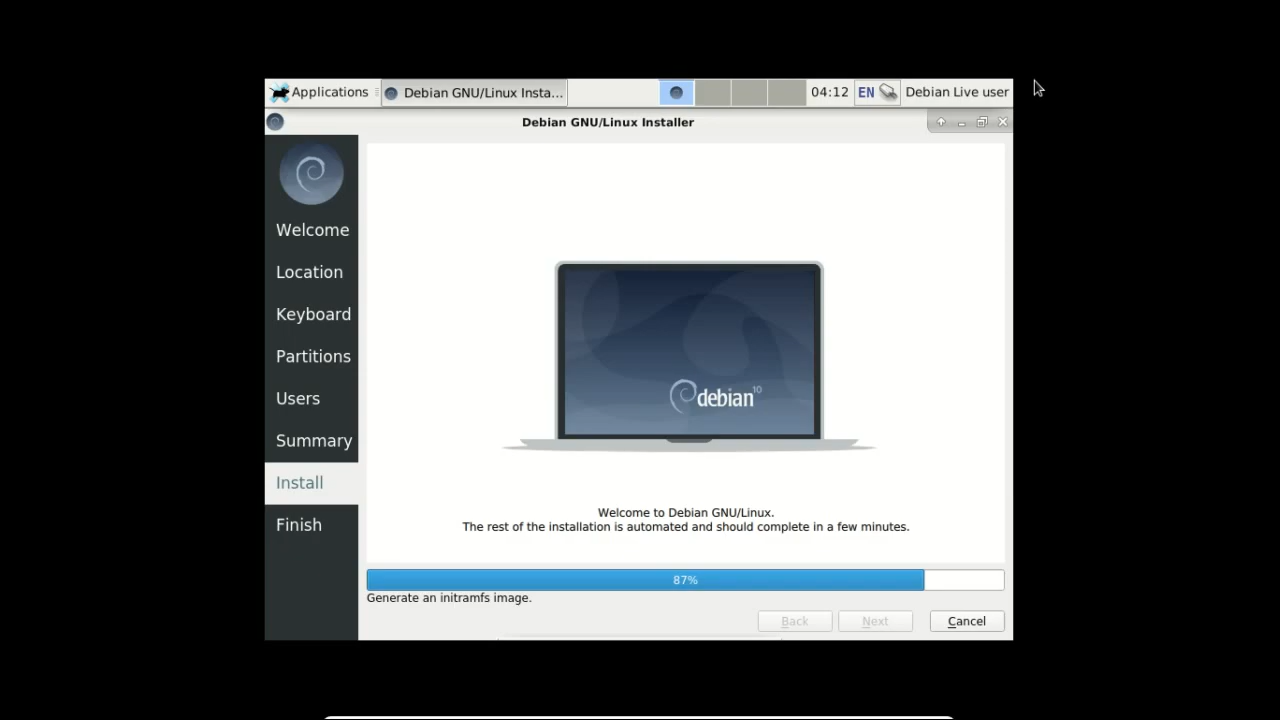 Applications
Debian GNU/Linux Insta...
04:12
EN
Debian Live user
Debian GNU/Linux Installer
Welcome
Location
Keyboard
Partitions
Users
Summary
Install
Finish
debian 10
Welcome to Debian GNU/Linux.
The rest of the installation is automated and should complete in a few minutes.
87%
Generate an initramfs image.
Back
Next
Cancel